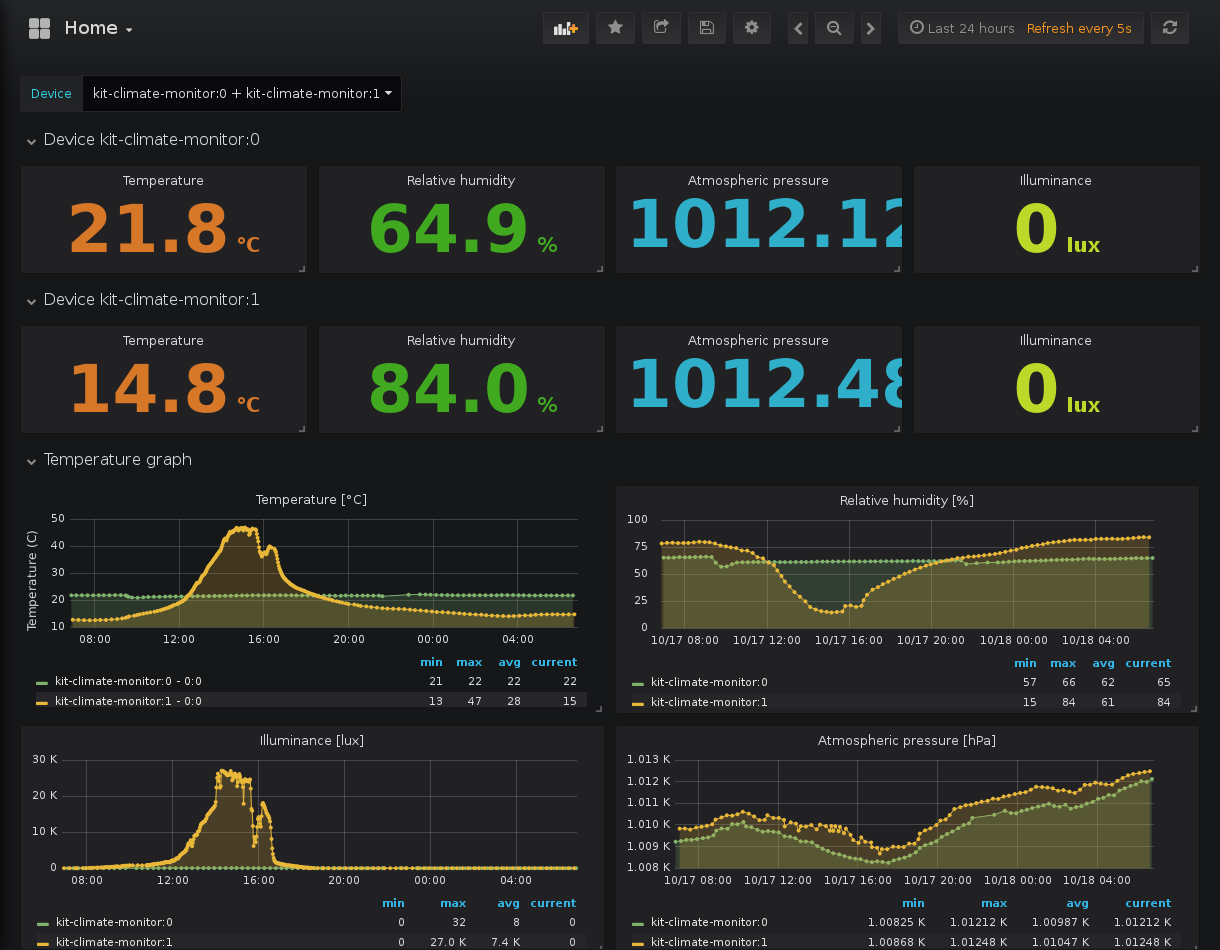 Home
Last 24 hours Refresh every 5s
Device kit-climate-monitor:0 + kit-climate-monitor:1
Device kit-climate-monitor:0
Temperature Relative humidity Atmospheric pressure Illuminance
21.8 °C 64.9 % 1012.12 0 lux
Device kit-climate-monitor:1
Temperature Relative humidity Atmospheric pressure Illuminance
14.8 °C 84.0 % 1012.48 0 lux
Temperature graph
Temperature [°C]
Temperature (C)
50
40
30
20
10
08:00 12:00 16:00 20:00 00:00 04:00
min max avg current
kit-climate-monitor:0 - 0:0 21 22 22 22
kit-climate-monitor:1 - 0:0 13 47 28 15
Relative humidity [%]
100
75
50
25
0
10/17 08:00 10/17 12:00 10/17 16:00 10/17 20:00 10/18 00:00 10/18 04:00
min max avg current
kit-climate-monitor:0 57 66 62 65
kit-climate-monitor:1 15 84 61 84
Illuminance [lux]
30 K
20 K
10 K
0
08:00 12:00 16:00 20:00 00:00 04:00
min max avg current
kit-climate-monitor:0 0 32 8 0
kit-climate-monitor:1 0 27.0 K 7.4 K 0
Atmospheric pressure [hPa]
1.013 K
1.012 K
1.011 K
1.010 K
1.009 K
1.008 K
10/17 08:00 10/17 12:00 10/17 16:00 10/17 20:00 10/18 00:00 10/18 04:00
min max avg current
kit-climate-monitor:0 1.00825 K 1.01212 K 1.00987 K 1.01212 K
kit-climate-monitor:1 1.00868 K 1.01248 K 1.01047 K 1.01248 K